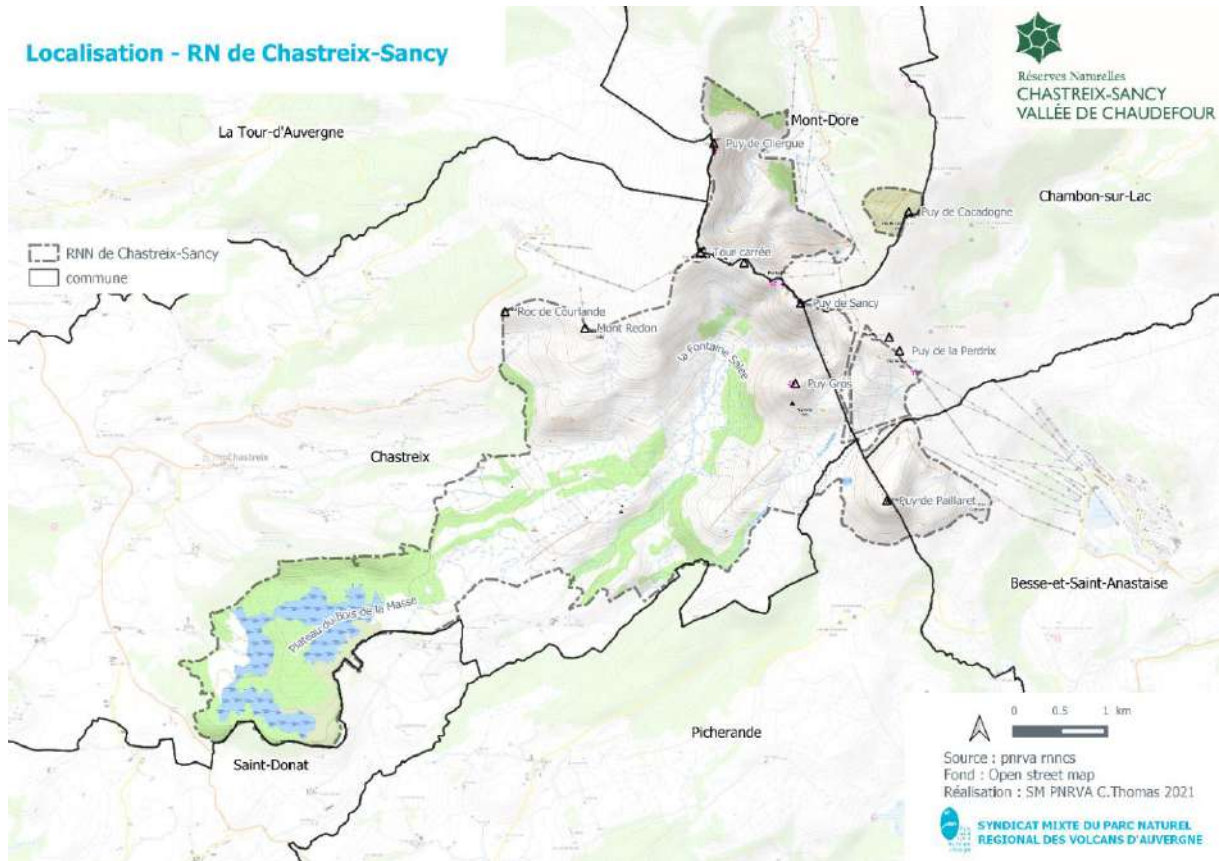 Localisation - RN de Chastreix-Sancy
Réserves Naturelles
CHASTREIX-SANCY
VALLÉE DE CHAUDEFOUR
La Tour-d'Auvergne
Mont-Dore
Puy de Cliergue
Chambon-sur-Lac
Puy de Cacadogne
RNN de Chastreix-Sancy
commune
Tour carrée
Puy de Sancy
Roc de Courlande
Mont Redon
La Fontaine Salée
Puy de la Perdrix
Puy Gros
Chastreix
Chastreix
Puy de Paillaret
Besse-et-Saint-Anastaise
Plateau du Bois de la Masse
Picherande
Saint-Donat
0 0.5 1 km
Source : pnrva rnncs
Fond : Open street map
Réalisation : SM PNRVA C.Thomas 2021
SYNDICAT MIXTE DU PARC NATUREL
REGIONAL DES VOLCANS D'AUVERGNE